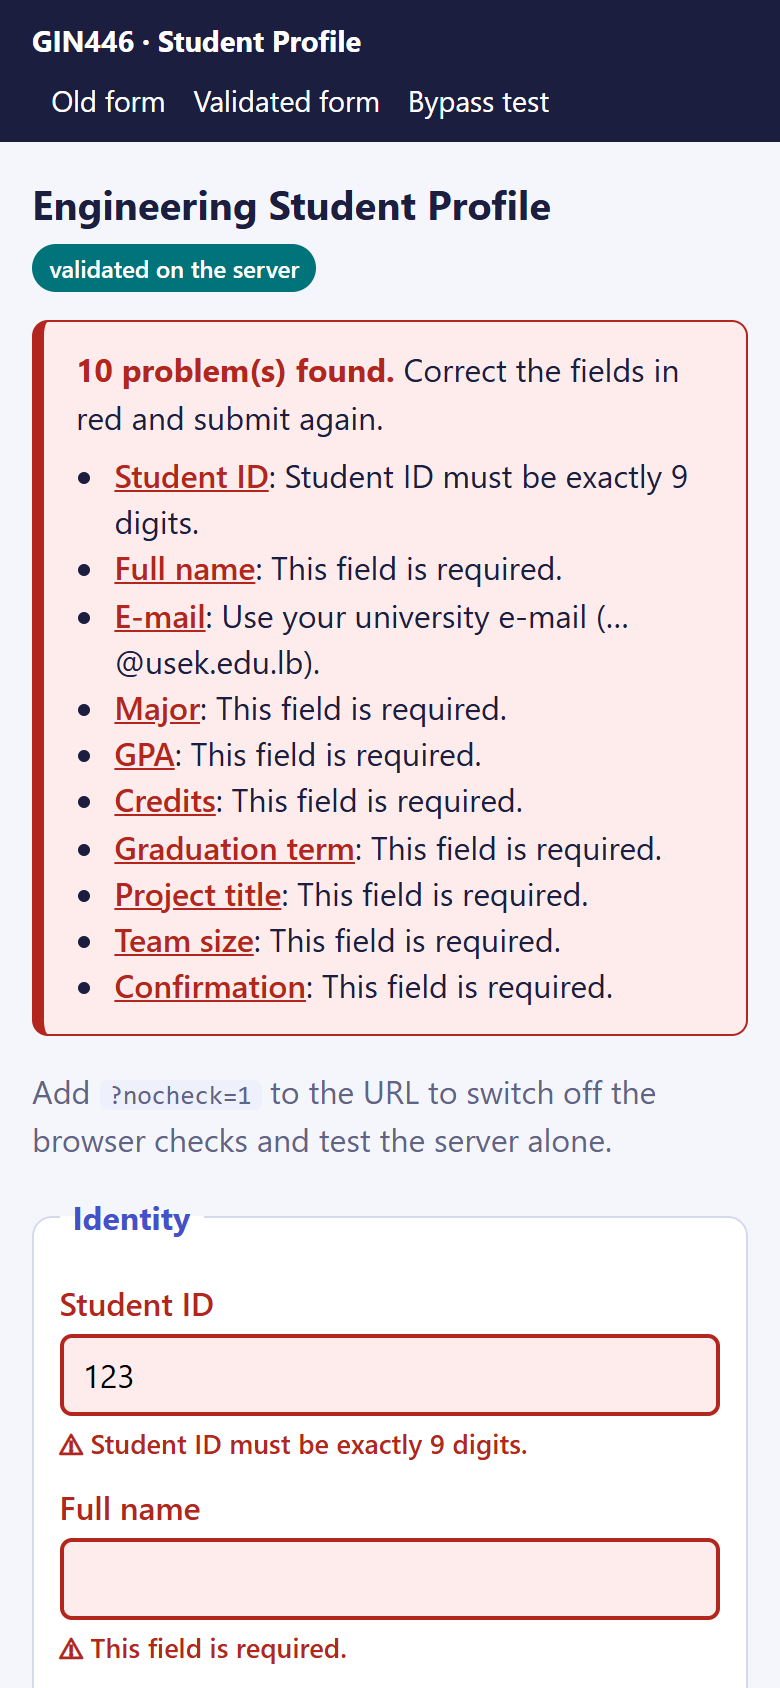 GIN446 · Student Profile
Old form Validated form Bypass test
Engineering Student Profile
validated on the server
10 problem(s) found. Correct the fields in
red and submit again.
• Student ID: Student ID must be exactly 9
digits.
• Full name: This field is required.
• E-mail: Use your university e-mail (…
@usek.edu.lb).
• Major: This field is required.
• GPA: This field is required.
• Credits: This field is required.
• Graduation term: This field is required.
• Project title: This field is required.
• Team size: This field is required.
• Confirmation: This field is required.
Add ?nocheck=1 to the URL to switch off the
browser checks and test the server alone.
Identity
Student ID
123
⚠ Student ID must be exactly 9 digits.
Full name
⚠ This field is required.